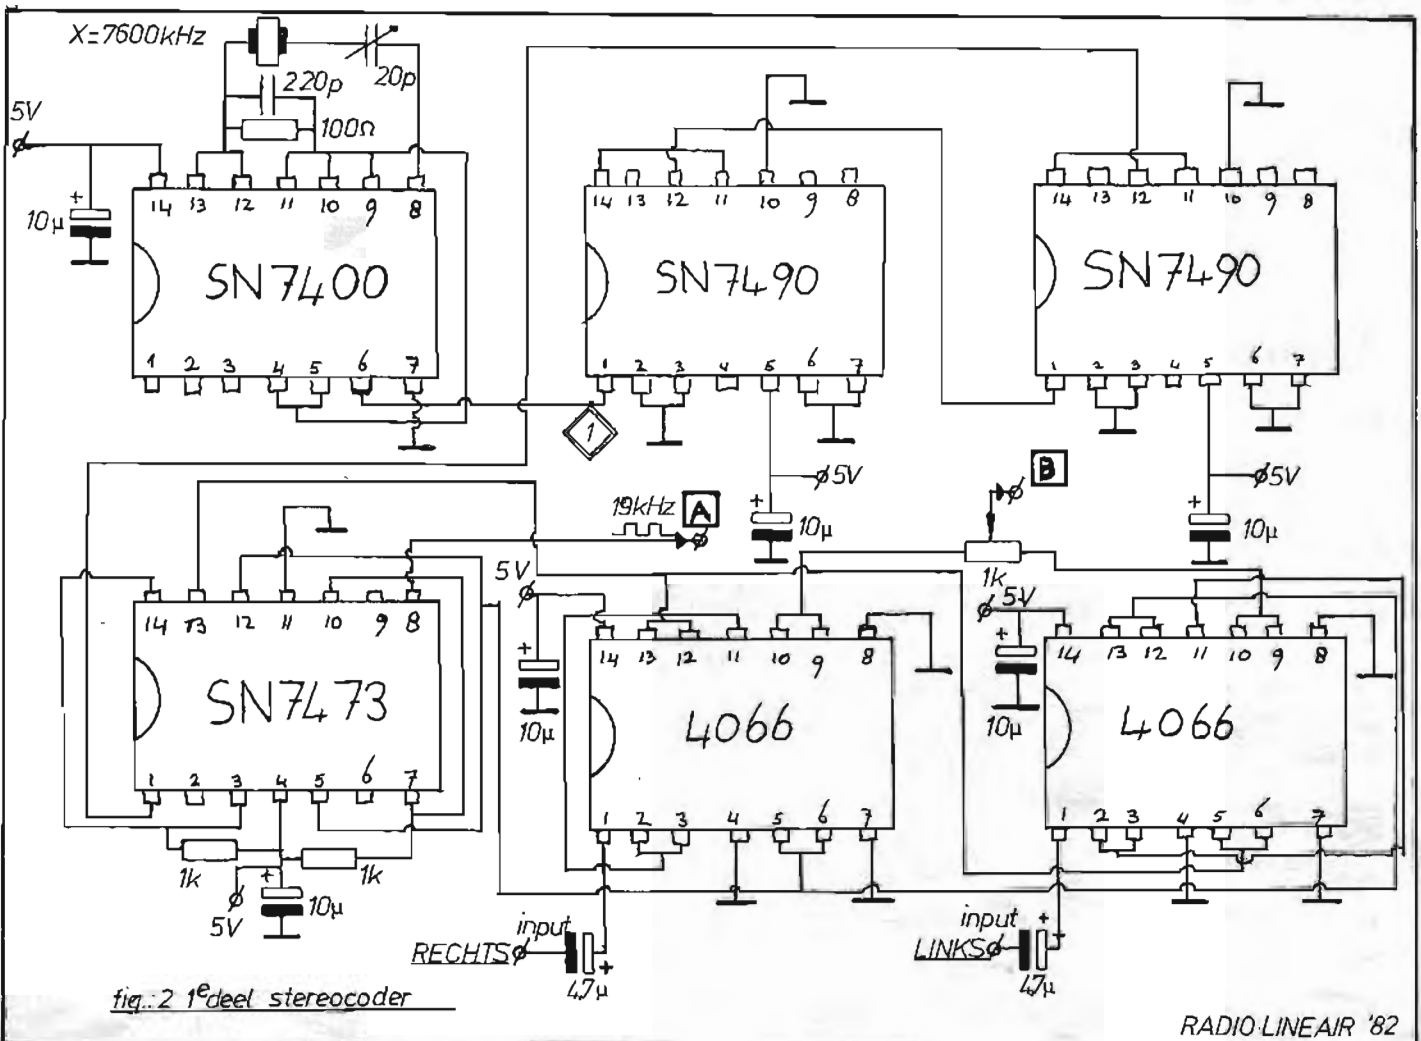 X=7600kHz
220p
20p
100Ω
5V
10μ
14 13 12 11 10 9 8
SN7400
1 2 3 4 5 6 7
14 13 12 11 10 9 8
SN7490
1 2 3 4 5 6 7
14 13 12 11 10 9 8
SN7490
1 2 3 4 5 6 7
1
5V
10μ
5V
10μ
19kHz
A
B
1k
14 13 12 11 10 9 8
SN7473
1 2 3 4 5 6 7
1k
1k
5V
10μ
5V
10μ
14 13 12 11 10 9 8
4066
1 2 3 4 5 6 7
5V
10μ
14 13 12 11 10 9 8
4066
1 2 3 4 5 6 7
input
RECHTS
4,7μ
input
LINKS
4,7μ
fig.:2 1e deel stereocoder
RADIO·LINEAIR '82